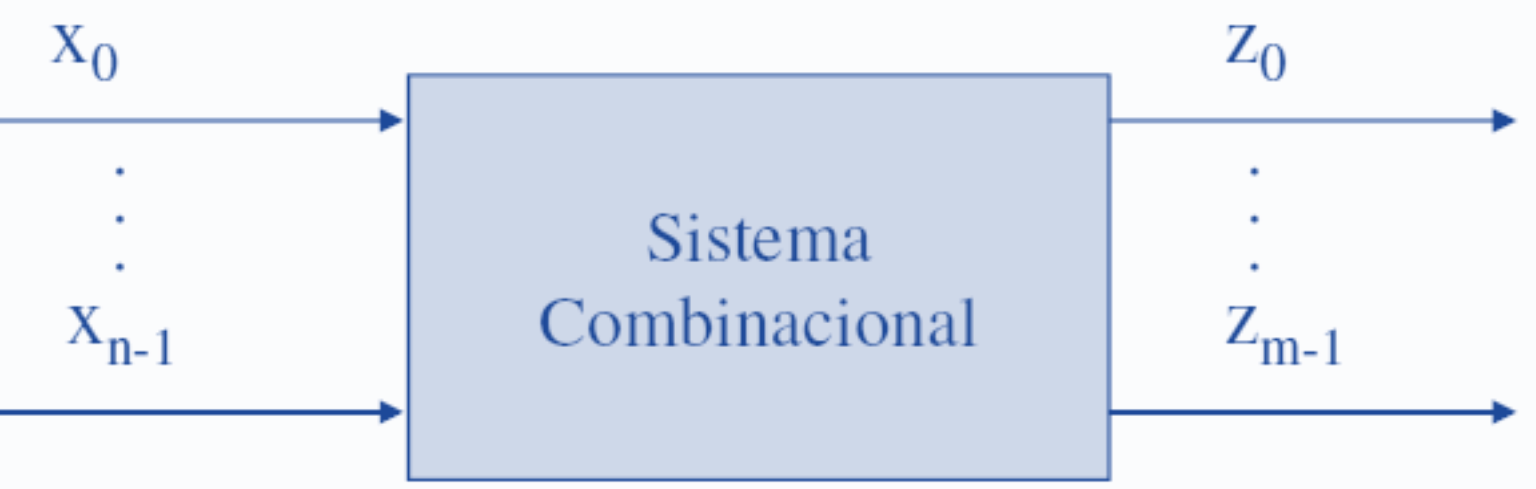 X0
Z0
Sistema
Combinacional
Xn-1
Zm-1